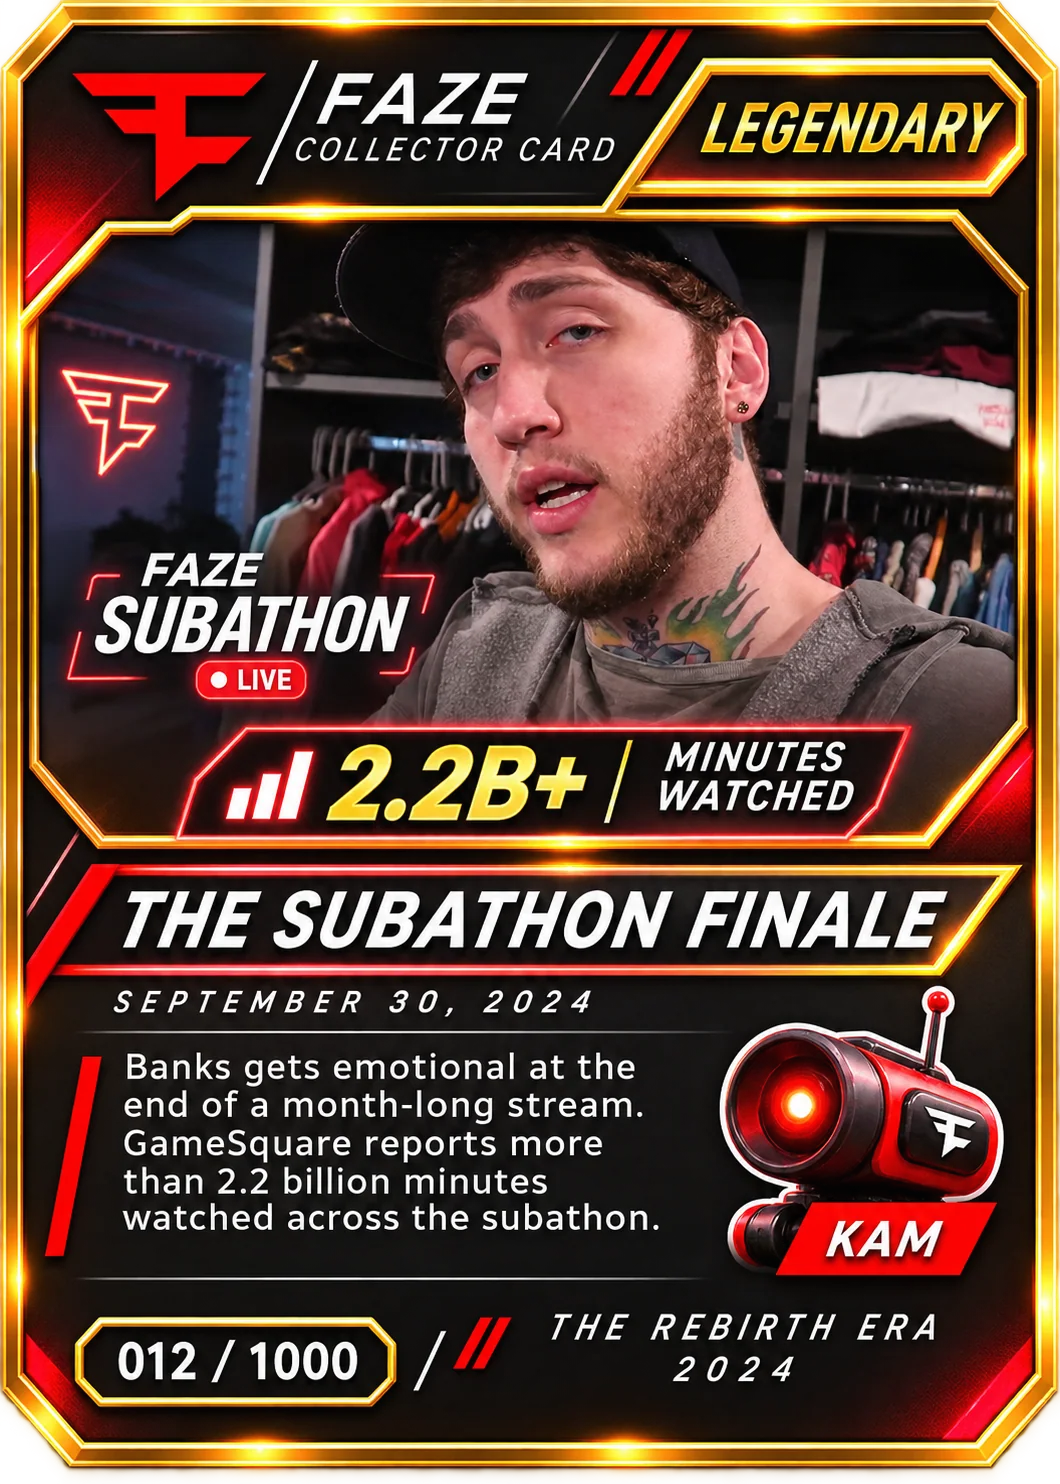 FAZE
COLLECTOR CARD
LEGENDARY
FAZE
SUBATHON
LIVE
2.2B+
MINUTES
WATCHED
THE SUBATHON FINALE
SEPTEMBER 30, 2024
Banks gets emotional at the
end of a month-long stream.
GameSquare reports more
than 2.2 billion minutes
watched across the subathon.
KAM
012 / 1000
THE REBIRTH ERA
2024